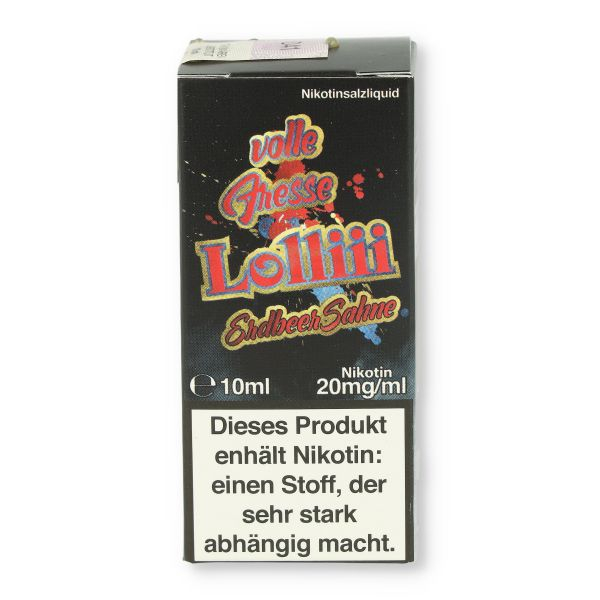 Nikotinsalzliquid
volle
Fresse
Lolliii
ErdbeerSahne
℮10ml
Nikotin
20mg/ml
Dieses Produkt
enhält Nikotin:
einen Stoff, der
sehr stark
abhängig macht.